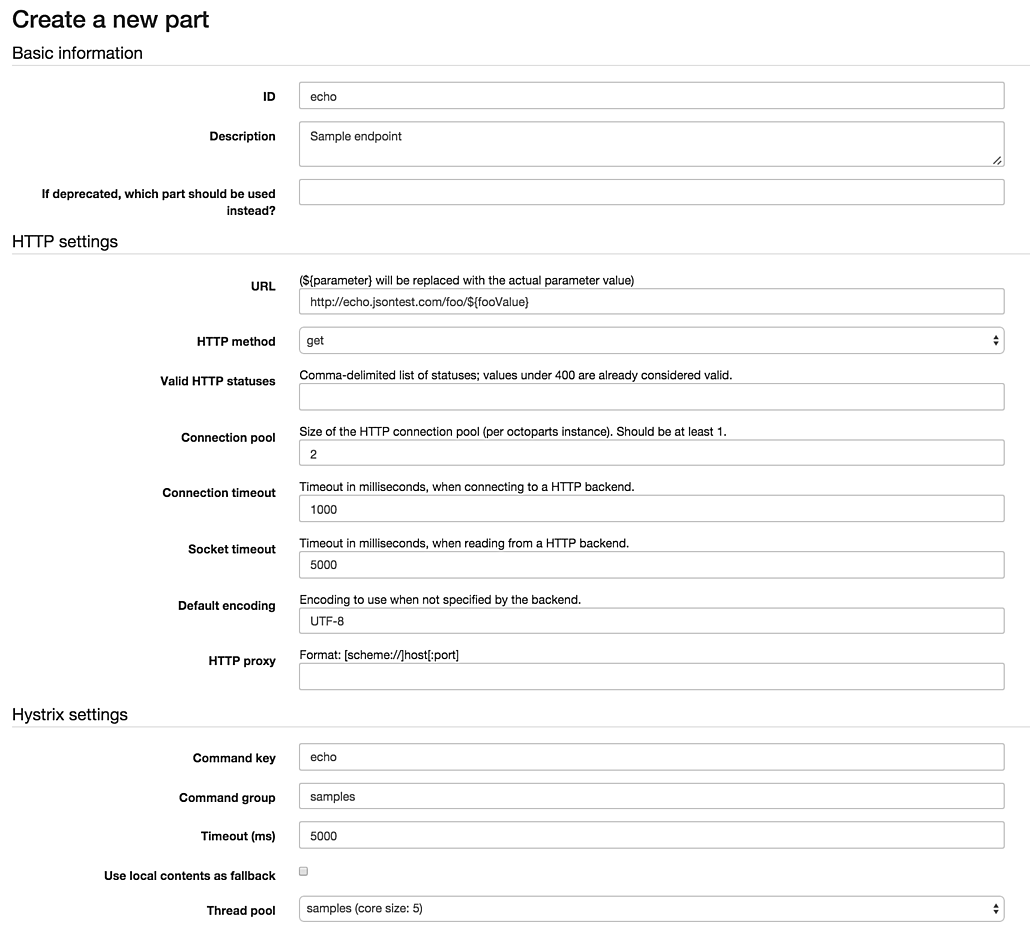 Create a new part
Basic information
ID
echo
Description
Sample endpoint
If deprecated, which part should be used
instead?
HTTP settings
URL
(${parameter} will be replaced with the actual parameter value)
http://echo.jsontest.com/foo/${fooValue}
HTTP method
get
Valid HTTP statuses
Comma-delimited list of statuses; values under 400 are already considered valid.
Connection pool
Size of the HTTP connection pool (per octoparts instance). Should be at least 1.
2
Connection timeout
Timeout in milliseconds, when connecting to a HTTP backend.
1000
Socket timeout
Timeout in milliseconds, when reading from a HTTP backend.
5000
Default encoding
Encoding to use when not specified by the backend.
UTF-8
HTTP proxy
Format: [scheme://]host[:port]
Hystrix settings
Command key
echo
Command group
samples
Timeout (ms)
5000
Use local contents as fallback
Thread pool
samples (core size: 5)